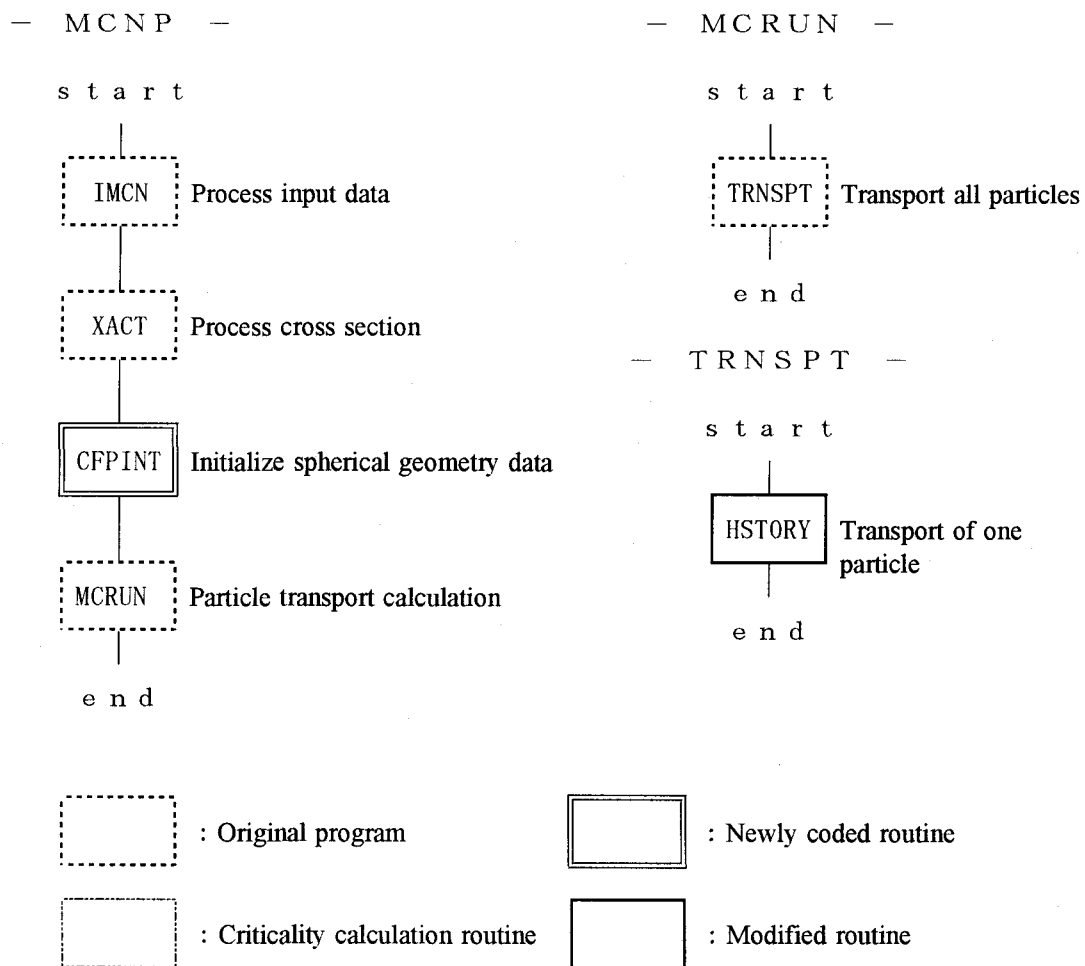 — MCNP —
start
IMCN Process input data
XACT Process cross section
CFPINT Initialize spherical geometry data
MCRUN Particle transport calculation
end
— MCRUN —
start
TRNSPT Transport all particles
end
— TRNSPT —
start
HSTORY Transport of one
particle
end
: Original program
: Newly coded routine
: Criticality calculation routine
: Modified routine